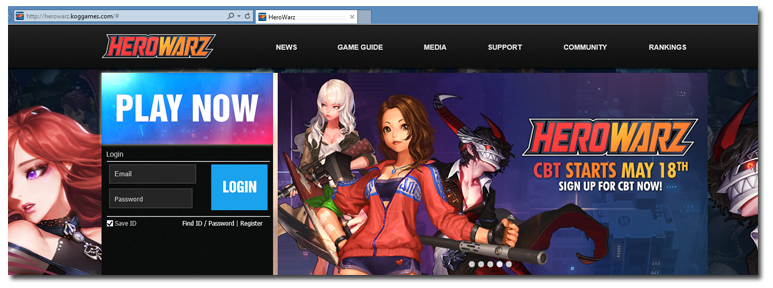 http://herowarz.koggames.com/#
HeroWarz
HEROWARZ
NEWS GAME GUIDE MEDIA SUPPORT COMMUNITY RANKINGS
PLAY NOW
Login
Email
Password
LOGIN
Save ID Find ID / Password | Register
HEROWARZ
CBT STARTS MAY 18TH
SIGN UP FOR CBT NOW!